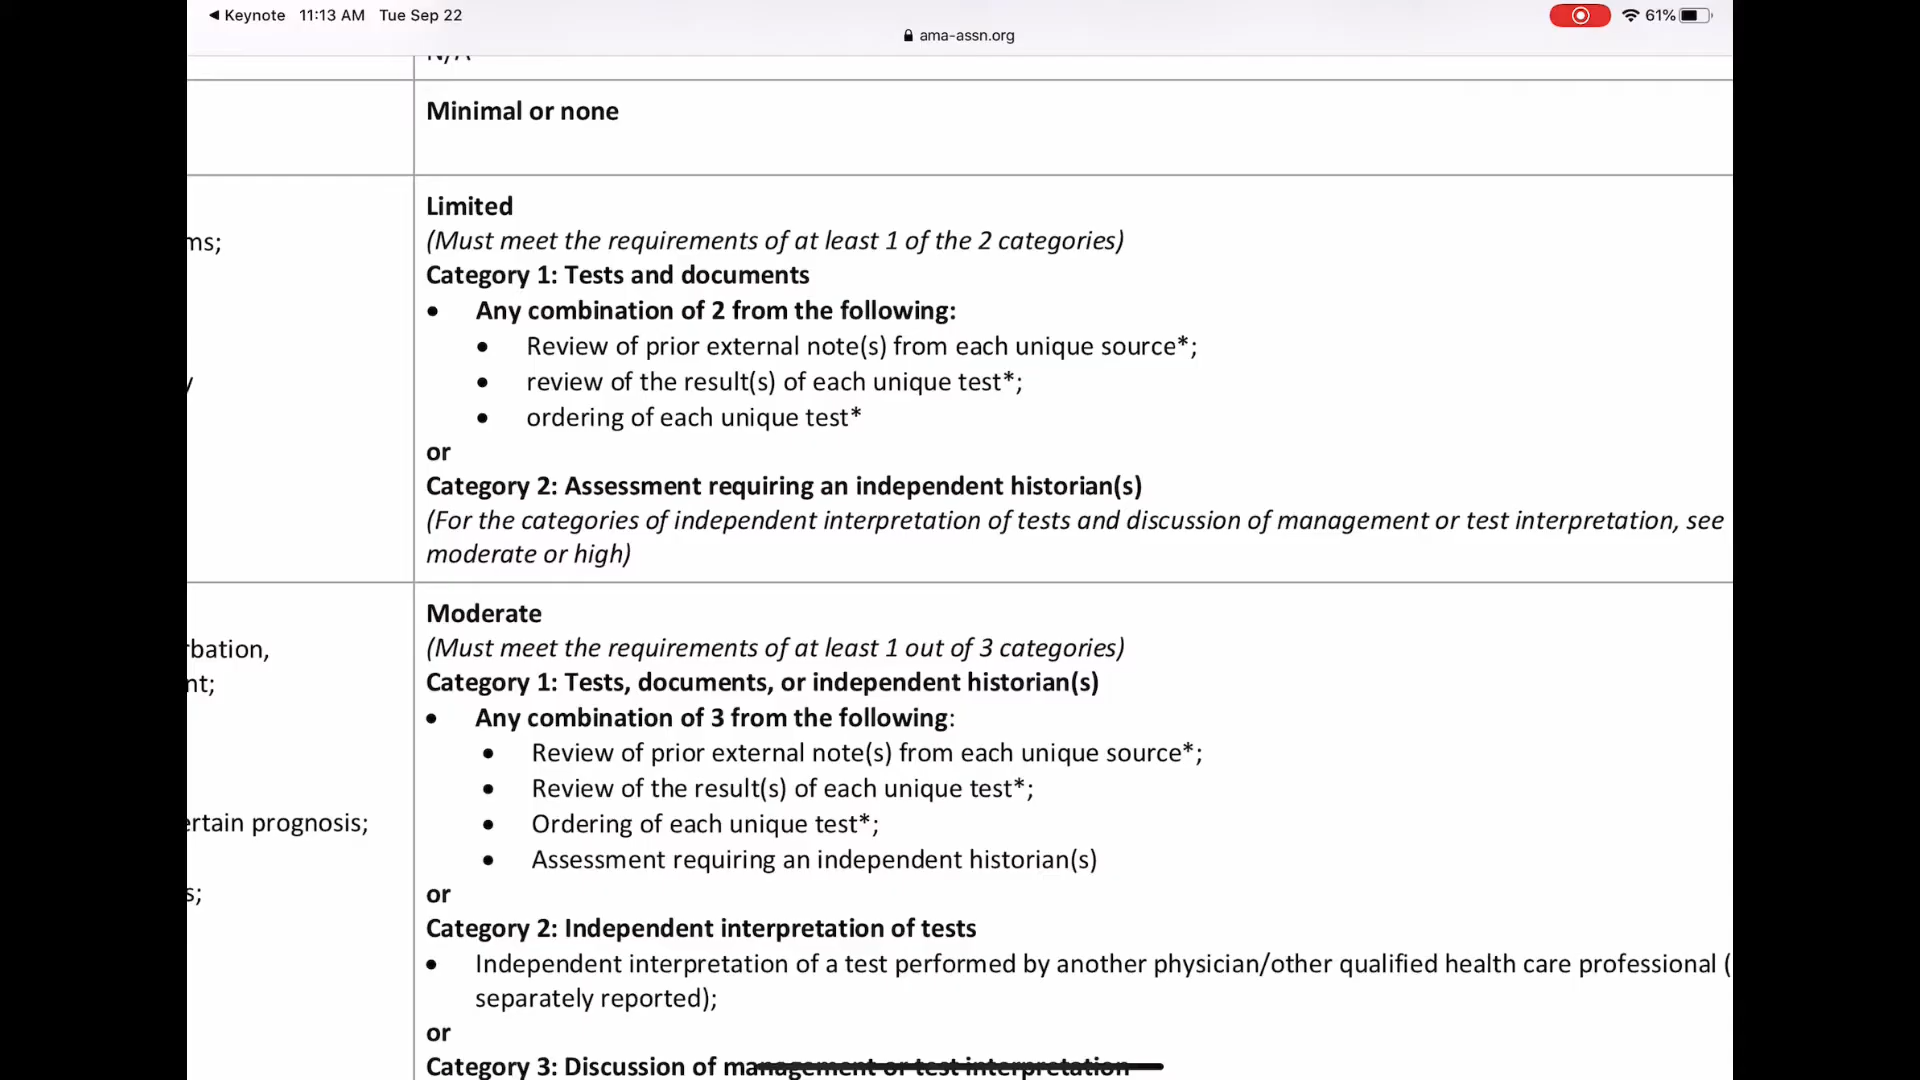 ◀ Keynote 11:13 AM Tue Sep 22 61%
ama-assn.org
N/A
Minimal or none
Limited
(Must meet the requirements of at least 1 of the 2 categories)
ms;
Category 1: Tests and documents
• Any combination of 2 from the following:
• Review of prior external note(s) from each unique source*;
• review of the result(s) of each unique test*;
y
• ordering of each unique test*
or
Category 2: Assessment requiring an independent historian(s)
(For the categories of independent interpretation of tests and discussion of management or test interpretation, see
moderate or high)
Moderate
(Must meet the requirements of at least 1 out of 3 categories)
rbation,
Category 1: Tests, documents, or independent historian(s)
nt;
• Any combination of 3 from the following:
• Review of prior external note(s) from each unique source*;
• Review of the result(s) of each unique test*;
• Ordering of each unique test*;
ertain prognosis;
• Assessment requiring an independent historian(s)
s;
or
Category 2: Independent interpretation of tests
• Independent interpretation of a test performed by another physician/other qualified health care professional (
separately reported);
or
Category 3: Discussion of management or test interpretation